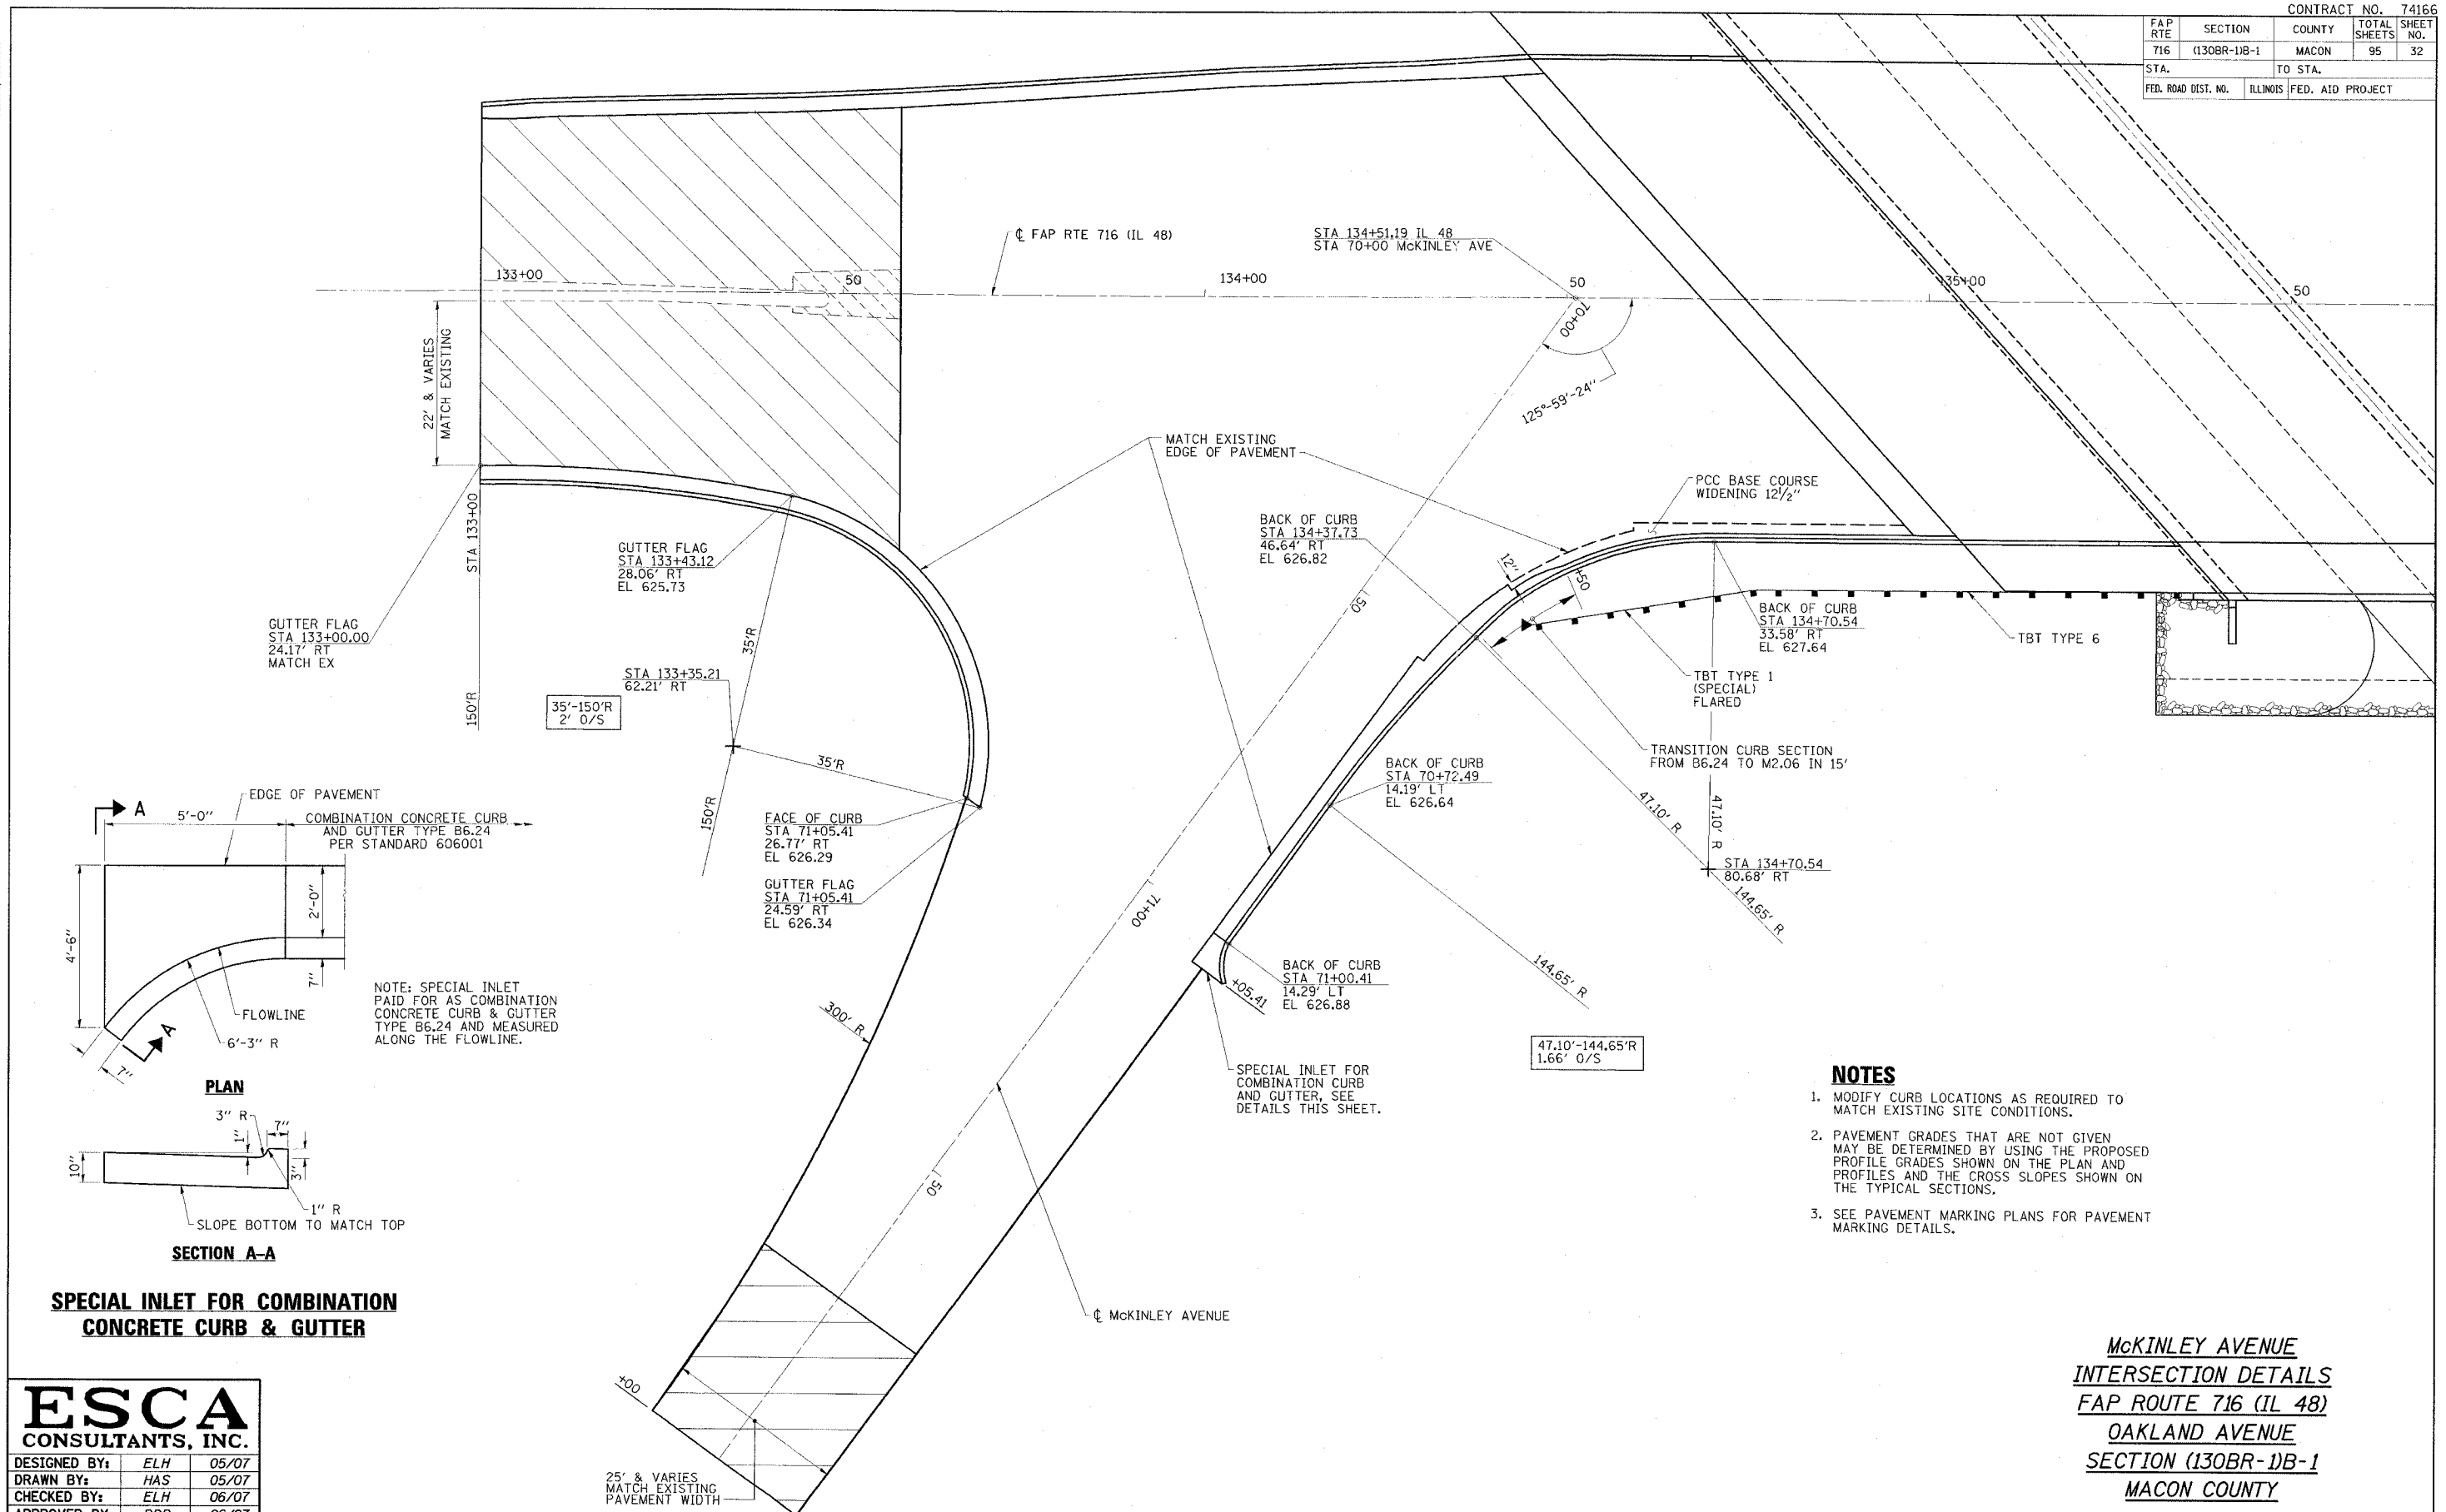 CONTRACT NO. 74166
FAP RTE SECTION COUNTY TOTAL SHEETS SHEET NO.
716 (130BR-1)B-1 MACON 95 32
STA. TO STA.
FED. ROAD DIST. NO. ILLINOIS FED. AID PROJECT
℄ FAP RTE 716 (IL 48)
STA 134+51.19 IL 48
STA 70+00 McKINLEY AVE
133+00
50
134+00
50
135+00
50
70+00
125°-59'-24"
22' & VARIES
MATCH EXISTING
MATCH EXISTING
EDGE OF PAVEMENT
PCC BASE COURSE
WIDENING 12½"
STA 133+00
150'R
GUTTER FLAG
STA 133+43.12
28.06' RT
EL 625.73
BACK OF CURB
STA 134+37.73
46.64' RT
EL 626.82
12"
+50
50
GUTTER FLAG
STA 133+00.00
24.17' RT
MATCH EX
35'R
STA 133+35.21
62.21' RT
35'-150'R
2' O/S
35'R
150'R
BACK OF CURB
STA 134+70.54
33.58' RT
EL 627.64
TBT TYPE 6
TBT TYPE 1
(SPECIAL)
FLARED
TRANSITION CURB SECTION
FROM B6.24 TO M2.06 IN 15'
BACK OF CURB
STA 70+72.49
14.19' LT
EL 626.64
47.10' R
47.10' R
STA 134+70.54
80.68' RT
144.65' R
A
EDGE OF PAVEMENT
5'-0"
COMBINATION CONCRETE CURB
AND GUTTER TYPE B6.24
PER STANDARD 606001
FACE OF CURB
STA 71+05.41
26.77' RT
EL 626.29
GUTTER FLAG
STA 71+05.41
24.59' RT
EL 626.34
71+00
2'-0"
4'-6"
7"
FLOWLINE
A
6'-3" R
7"
PLAN
NOTE: SPECIAL INLET
PAID FOR AS COMBINATION
CONCRETE CURB & GUTTER
TYPE B6.24 AND MEASURED
ALONG THE FLOWLINE.
BACK OF CURB
STA 71+00.41
14.29' LT
EL 626.88
+05.41
144.65' R
300' R
47.10'-144.65'R
1.66' O/S
SPECIAL INLET FOR
COMBINATION CURB
AND GUTTER, SEE
DETAILS THIS SHEET.
NOTES
1. MODIFY CURB LOCATIONS AS REQUIRED TO
MATCH EXISTING SITE CONDITIONS.
2. PAVEMENT GRADES THAT ARE NOT GIVEN
MAY BE DETERMINED BY USING THE PROPOSED
PROFILE GRADES SHOWN ON THE PLAN AND
PROFILES AND THE CROSS SLOPES SHOWN ON
THE TYPICAL SECTIONS.
3. SEE PAVEMENT MARKING PLANS FOR PAVEMENT
MARKING DETAILS.
3" R
1"
7"
10"
3"
1" R
SLOPE BOTTOM TO MATCH TOP
SECTION A-A
50
SPECIAL INLET FOR COMBINATION
CONCRETE CURB & GUTTER
℄ McKINLEY AVENUE
+00
25' & VARIES
MATCH EXISTING
PAVEMENT WIDTH
ESCA
CONSULTANTS, INC.
DESIGNED BY: ELH 05/07
DRAWN BY: HAS 05/07
CHECKED BY: ELH 06/07
McKINLEY AVENUE
INTERSECTION DETAILS
FAP ROUTE 716 (IL 48)
OAKLAND AVENUE
SECTION (130BR-1)B-1
MACON COUNTY